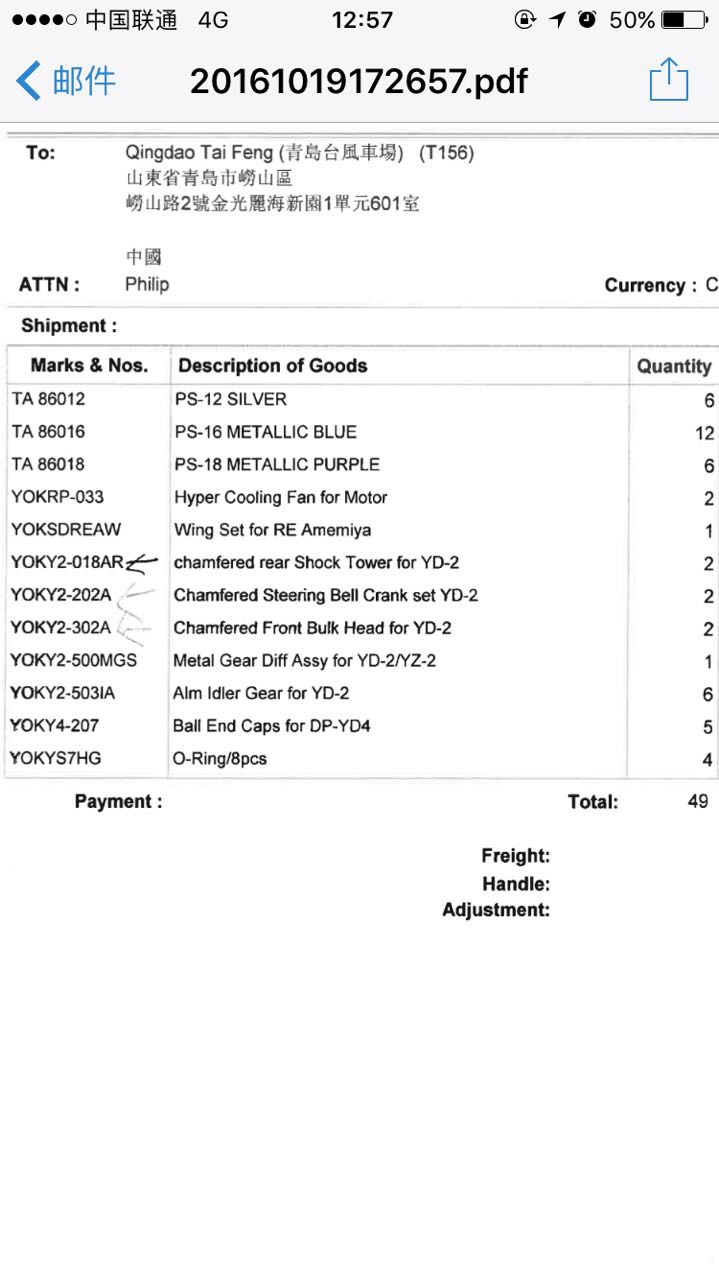 中国联通 4G 12:57 50%
邮件 20161019172657.pdf
To: Qingdao Tai Feng (青島台風車場) (T156)
山東省青島市嶗山區
嶗山路2號金光麗海新園1單元601室
中國
ATTN : Philip Currency : C
Shipment :
Marks & Nos. Description of Goods Quantity
TA 86012 PS-12 SILVER 6
TA 86016 PS-16 METALLIC BLUE 12
TA 86018 PS-18 METALLIC PURPLE 6
YOKRP-033 Hyper Cooling Fan for Motor 2
YOKSDREAW Wing Set for RE Amemiya 1
YOKY2-018AR chamfered rear Shock Tower for YD-2 2
YOKY2-202A Chamfered Steering Bell Crank set YD-2 2
YOKY2-302A Chamfered Front Bulk Head for YD-2 2
YOKY2-500MGS Metal Gear Diff Assy for YD-2/YZ-2 1
YOKY2-503IA Alm Idler Gear for YD-2 6
YOKY4-207 Ball End Caps for DP-YD4 5
YOKYS7HG O-Ring/8pcs 4
Payment : Total: 49
Freight:
Handle:
Adjustment: